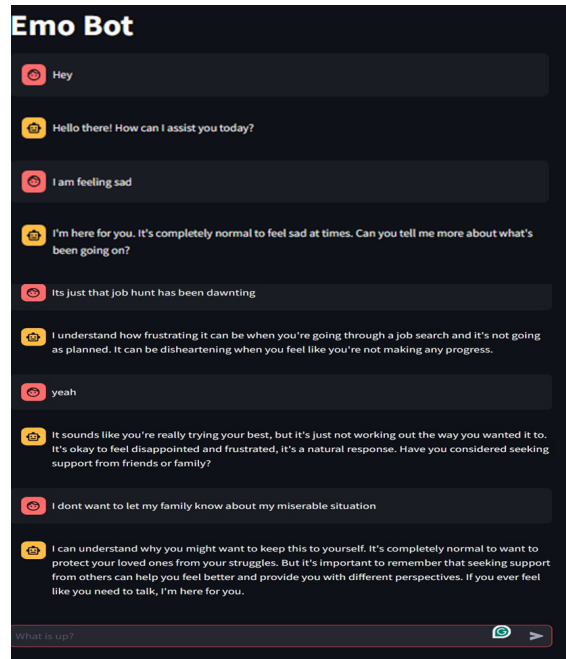 Emo Bot
Hey
Hello there! How can I assist you today?
I am feeling sad
I'm here for you. It's completely normal to feel sad at times. Can you tell me more about what's
been going on?
Its just that job hunt has been dawnting
I understand how frustrating it can be when you're going through a job search and it's not going
as planned. It can be disheartening when you feel like you're not making any progress.
yeah
It sounds like you're really trying your best, but it's just not working out the way you wanted it to.
It's okay to feel disappointed and frustrated, it's a natural response. Have you considered seeking
support from friends or family?
I dont want to let my family know about my miserable situation
I can understand why you might want to keep this to yourself. It's completely normal to want to
protect your loved ones from your struggles. But it's important to remember that seeking support
from others can help you feel better and provide you with different perspectives. If you ever feel
like you need to talk, I'm here for you.
What is up?